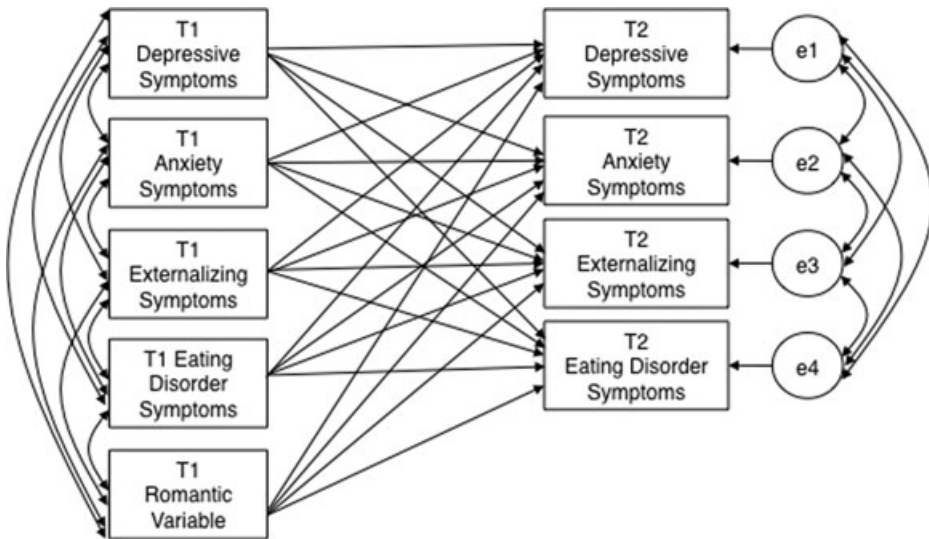 T1
Depressive
Symptoms
T1
Anxiety
Symptoms
T1
Externalizing
Symptoms
T1 Eating
Disorder
Symptoms
T1
Romantic
Variable
T2
Depressive
Symptoms
T2
Anxiety
Symptoms
T2
Externalizing
Symptoms
T2
Eating Disorder
Symptoms
e1
e2
e3
e4